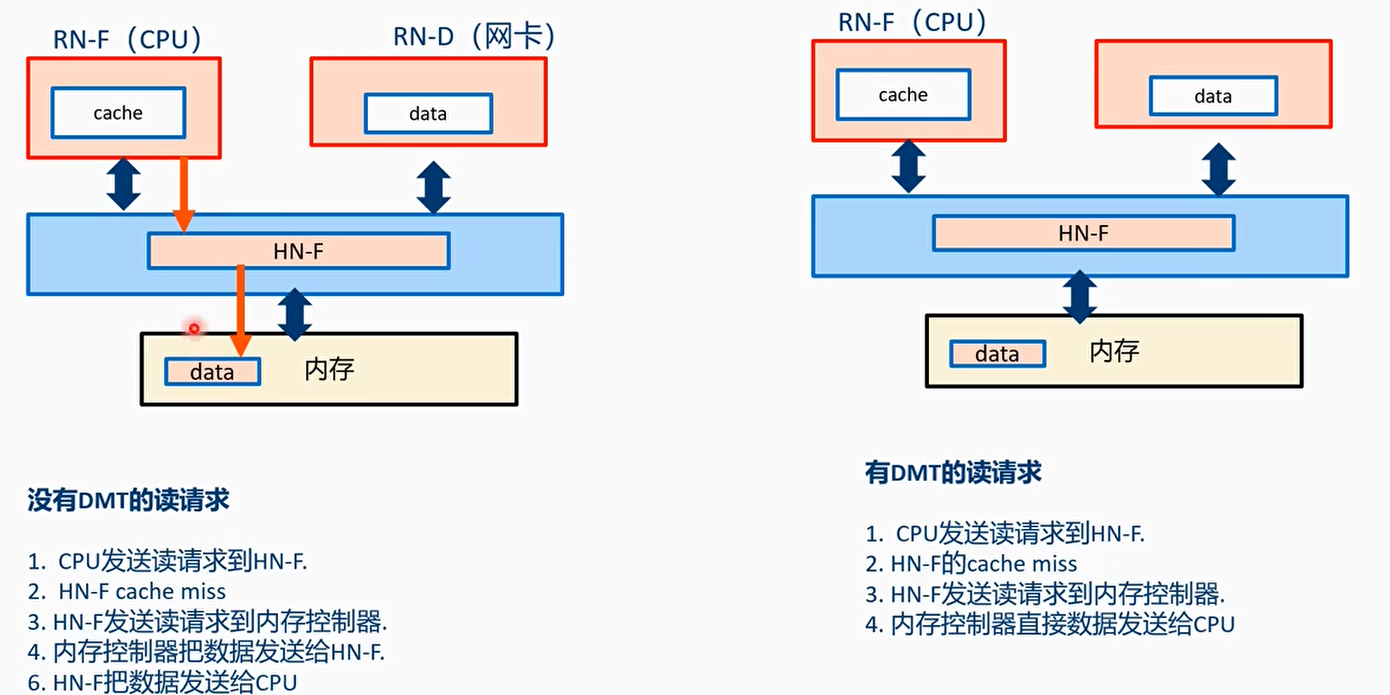 RN-F（CPU）
cache
RN-D（网卡）
data
HN-F
data
内存
没有DMT的读请求
1. CPU发送读请求到HN-F.
2. HN-F cache miss
3. HN-F发送读请求到内存控制器.
4. 内存控制器把数据发送给HN-F.
6. HN-F把数据发送给CPU
RN-F（CPU）
cache
data
HN-F
data
内存
有DMT的读请求
1. CPU发送读请求到HN-F.
2. HN-F的cache miss
3. HN-F发送读请求到内存控制器.
4. 内存控制器直接数据发送给CPU